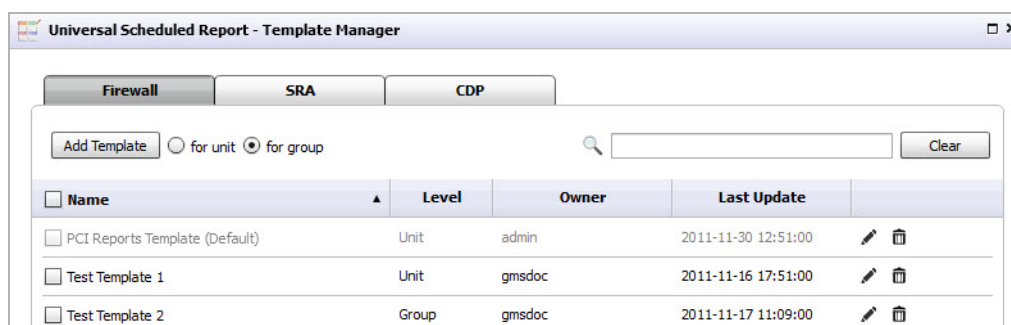 Universal Scheduled Report - Template Manager
Firewall SRA CDP
Add Template for unit for group Clear
Name Level Owner Last Update
PCI Reports Template (Default) Unit admin 2011-11-30 12:51:00
Test Template 1 Unit gmsdoc 2011-11-16 17:51:00
Test Template 2 Group gmsdoc 2011-11-17 11:09:00